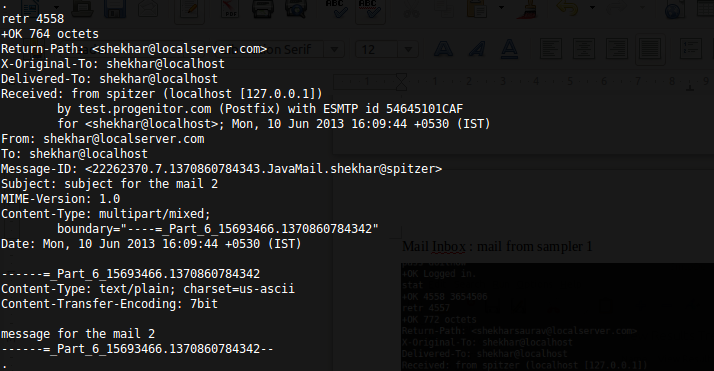 .
retr 4558
+OK 764 octets
Return-Path: <shekhar@localserver.com>
X-Original-To: shekhar@localhost
Delivered-To: shekhar@localhost
Received: from spitzer (localhost [127.0.0.1])
        by test.progenitor.com (Postfix) with ESMTP id 54645101CAF
        for <shekhar@localhost>; Mon, 10 Jun 2013 16:09:44 +0530 (IST)
From: shekhar@localserver.com
To: shekhar@localhost
Message-ID: <22262370.7.1370860784343.JavaMail.shekhar@spitzer>
Subject: subject for the mail 2
MIME-Version: 1.0
Content-Type: multipart/mixed;
        boundary="----=_Part_6_15693466.1370860784342"
Date: Mon, 10 Jun 2013 16:09:44 +0530 (IST)

------=_Part_6_15693466.1370860784342
Content-Type: text/plain; charset=us-ascii
Content-Transfer-Encoding: 7bit

message for the mail 2
------=_Part_6_15693466.1370860784342--
.
Serif
12
Mail Inbox : mail from sampler 1
+OK Logged in.
stat
+OK 4558 3654506
retr 4557
+OK 772 octets
Return-Path: <shekharsaurav@localserver.com>
X-Original-To: shekhar@localhost
Delivered-To: shekhar@localhost
Received: from spitzer (localhost [127.0.0.1])